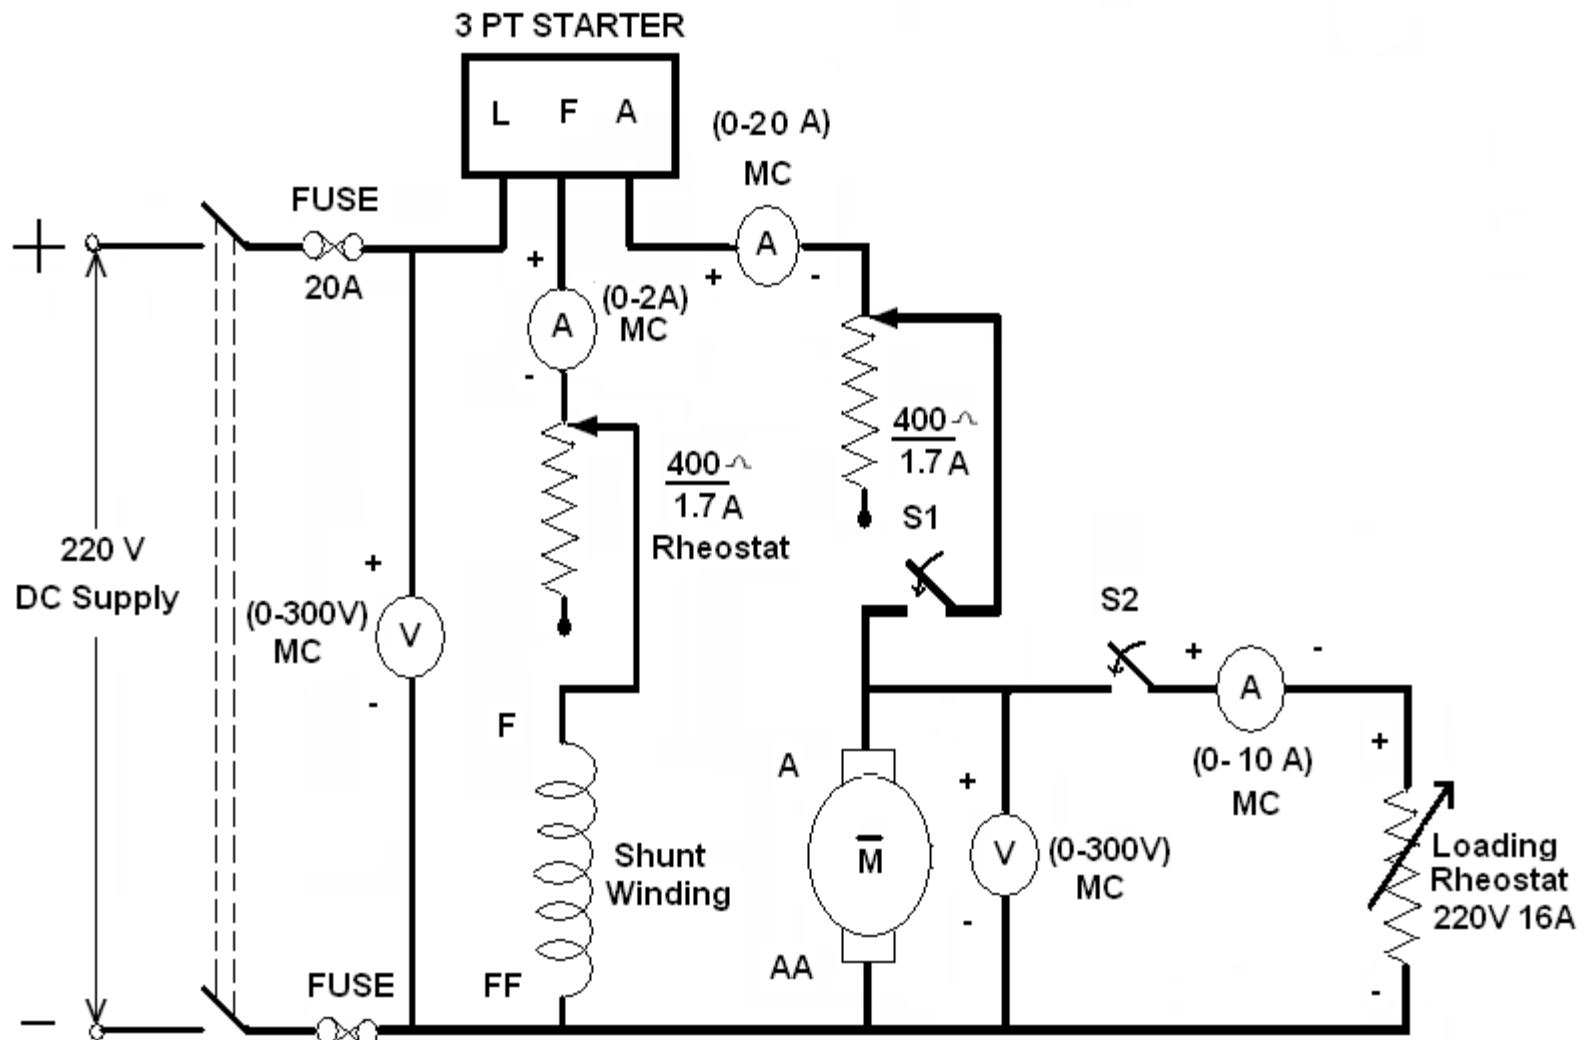 3 PT STARTER
L F A
(0-20 A)
MC
FUSE
20A
+
A
+
-
+
(0-2A)
MC
A
-
400
1.7 A
Rheostat
400
1.7 A
S1
220 V
DC Supply
+
(0-300V)
MC
V
-
S2
+
-
A
(0-10 A)
MC
F
A
+
+
Shunt
Winding
M
V
(0-300V)
MC
-
Loading
Rheostat
220V 16A
FF
AA
-
FUSE
-